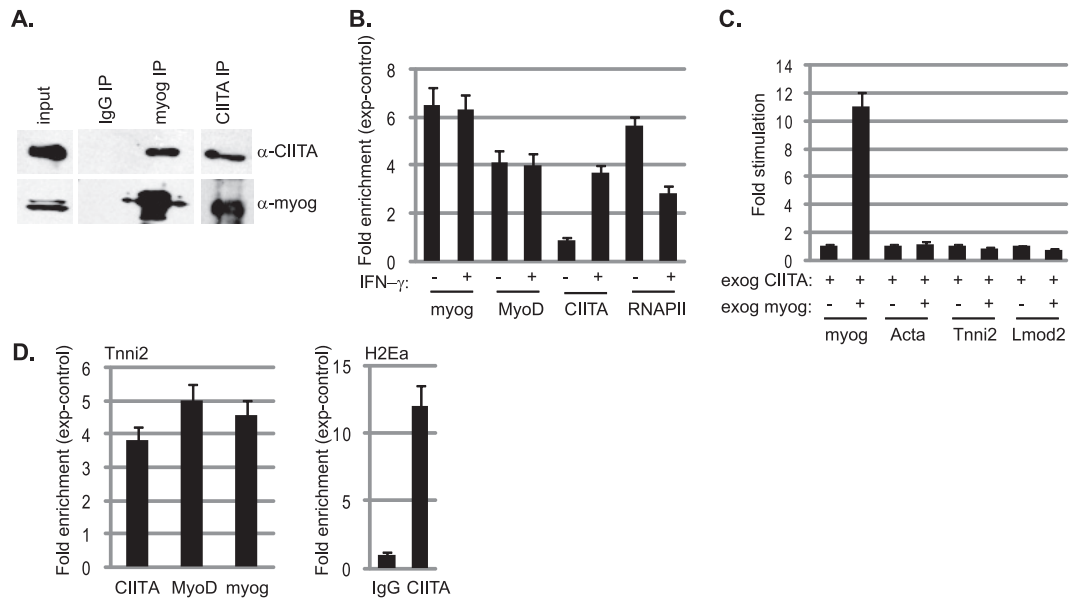 A.
input
IgG IP
myog IP
CIITA IP
α-CIITA
α-myog
B.
Fold enrichment (exp-control)
8
6
4
2
0
IFN–γ: - + - + - + - +
myog MyoD CIITA RNAPII
C.
Fold stimulation
14
12
10
8
6
4
2
0
exog CIITA: + + + + + + + +
exog myog: - + - + - + - +
myog Acta Tnni2 Lmod2
D.
Tnni2
Fold enrichment (exp-control)
6
5
4
3
2
1
0
CIITA MyoD myog
H2Ea
Fold enrichment (exp-control)
15
10
5
0
IgG CIITA